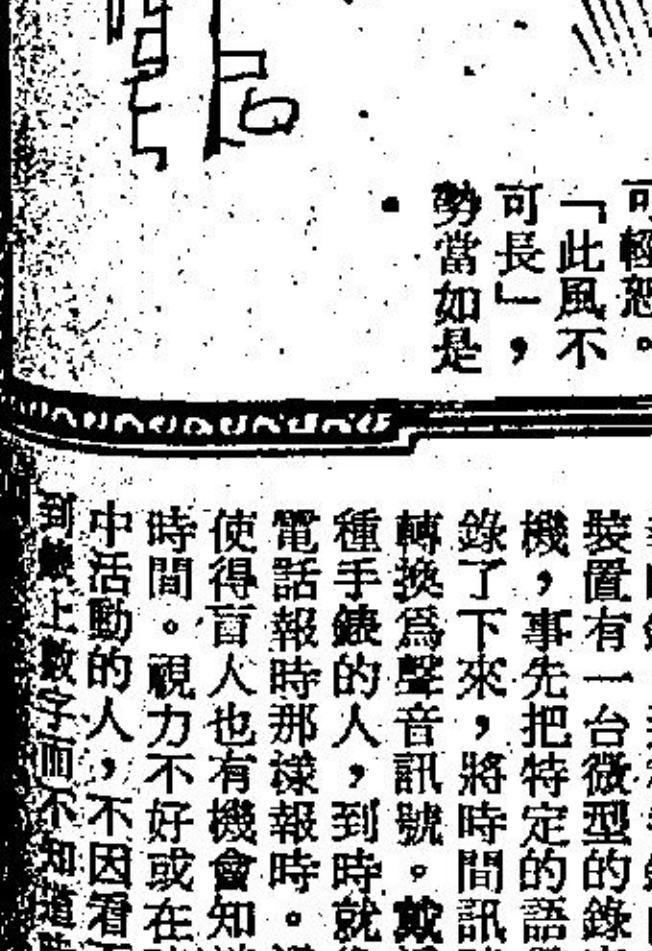 可輕恕。
「此風不
可長」，
勢當如是
裝置有一台微型的錄
機，事先把特定的語
錄了下來，將時間訊
轉換為聲音訊號。戴
種手錶的人，到時就
電話報時那樣報時。
使得盲人也有機會知
時間。視力不好或在
中活動的人，不因看不
到錶上數字而不知道